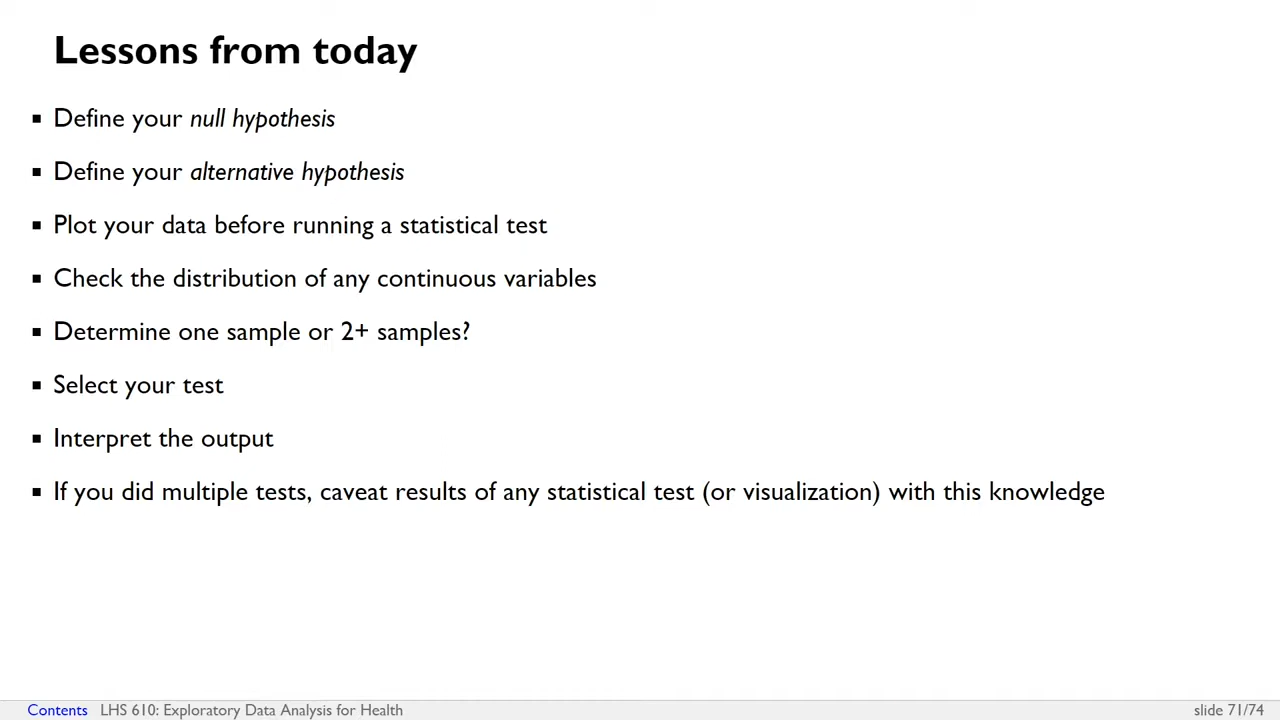 Lessons from today
▪ Define your null hypothesis
▪ Define your alternative hypothesis
▪ Plot your data before running a statistical test
▪ Check the distribution of any continuous variables
▪ Determine one sample or 2+ samples?
▪ Select your test
▪ Interpret the output
▪ If you did multiple tests, caveat results of any statistical test (or visualization) with this knowledge
Contents LHS 610: Exploratory Data Analysis for Health slide 71/74